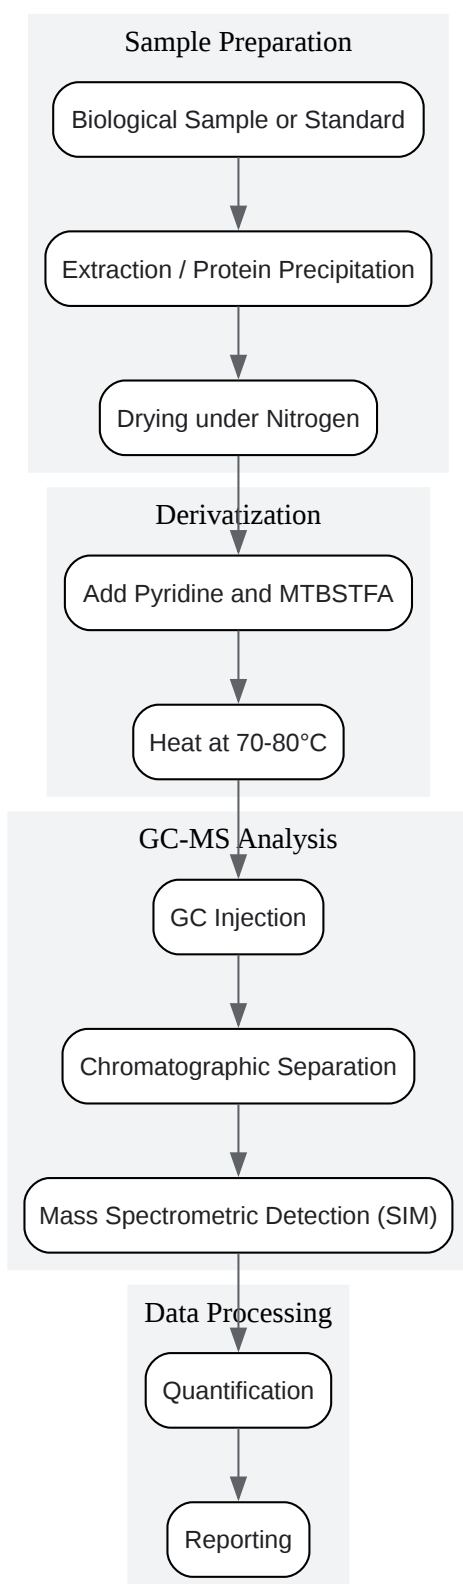 Sample Preparation
Biological Sample or Standard
Extraction / Protein Precipitation
Drying under Nitrogen
Derivatization
Add Pyridine and MTBSTFA
Heat at 70-80°C
GC-MS Analysis
GC Injection
Chromatographic Separation
Mass Spectrometric Detection (SIM)
Data Processing
Quantification
Reporting